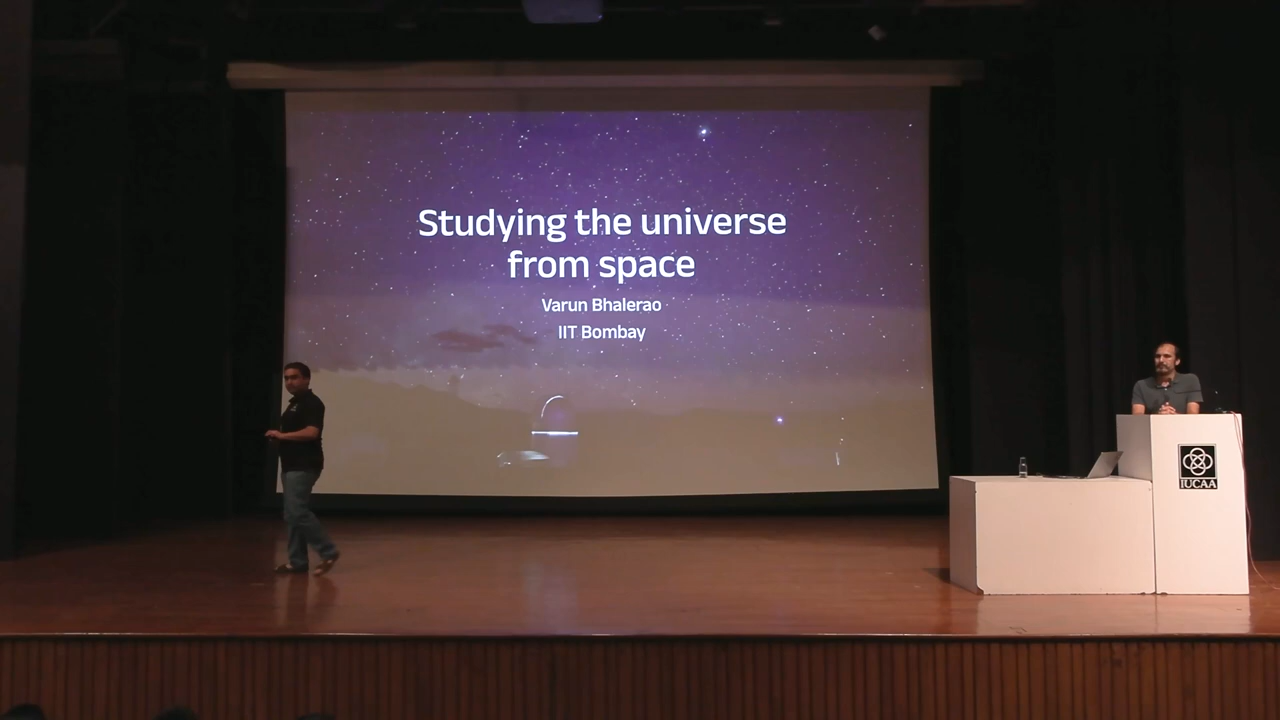 Studying the universe
from space
Varun Bhalerao
IIT Bombay
IUCAA